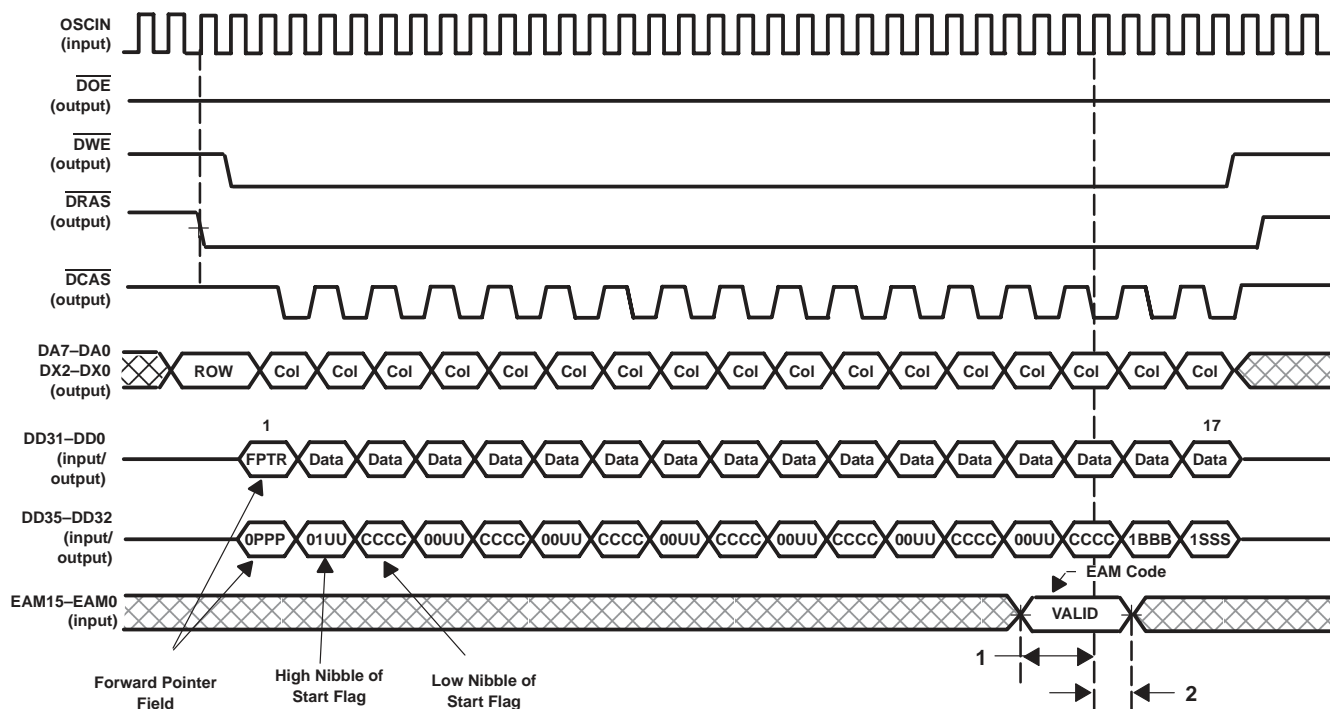 OSCIN
(input)
DOE
(output)
DWE
(output)
DRAS
(output)
DCAS
(output)
DA7–DA0
DX2–DX0
(output)
ROW Col Col Col Col Col Col Col Col Col Col Col Col Col Col Col Col Col
1 17
DD31–DD0
(input/
output)
FPTR Data Data Data Data Data Data Data Data Data Data Data Data Data Data Data Data
DD35–DD32
(input/
output)
0PPP 01UU CCCC 00UU CCCC 00UU CCCC 00UU CCCC 00UU CCCC 00UU CCCC 00UU CCCC 1BBB 1SSS
EAM Code
EAM15–EAM0
(input)
VALID
1
2
Forward Pointer
Field
High Nibble of
Start Flag
Low Nibble of
Start Flag